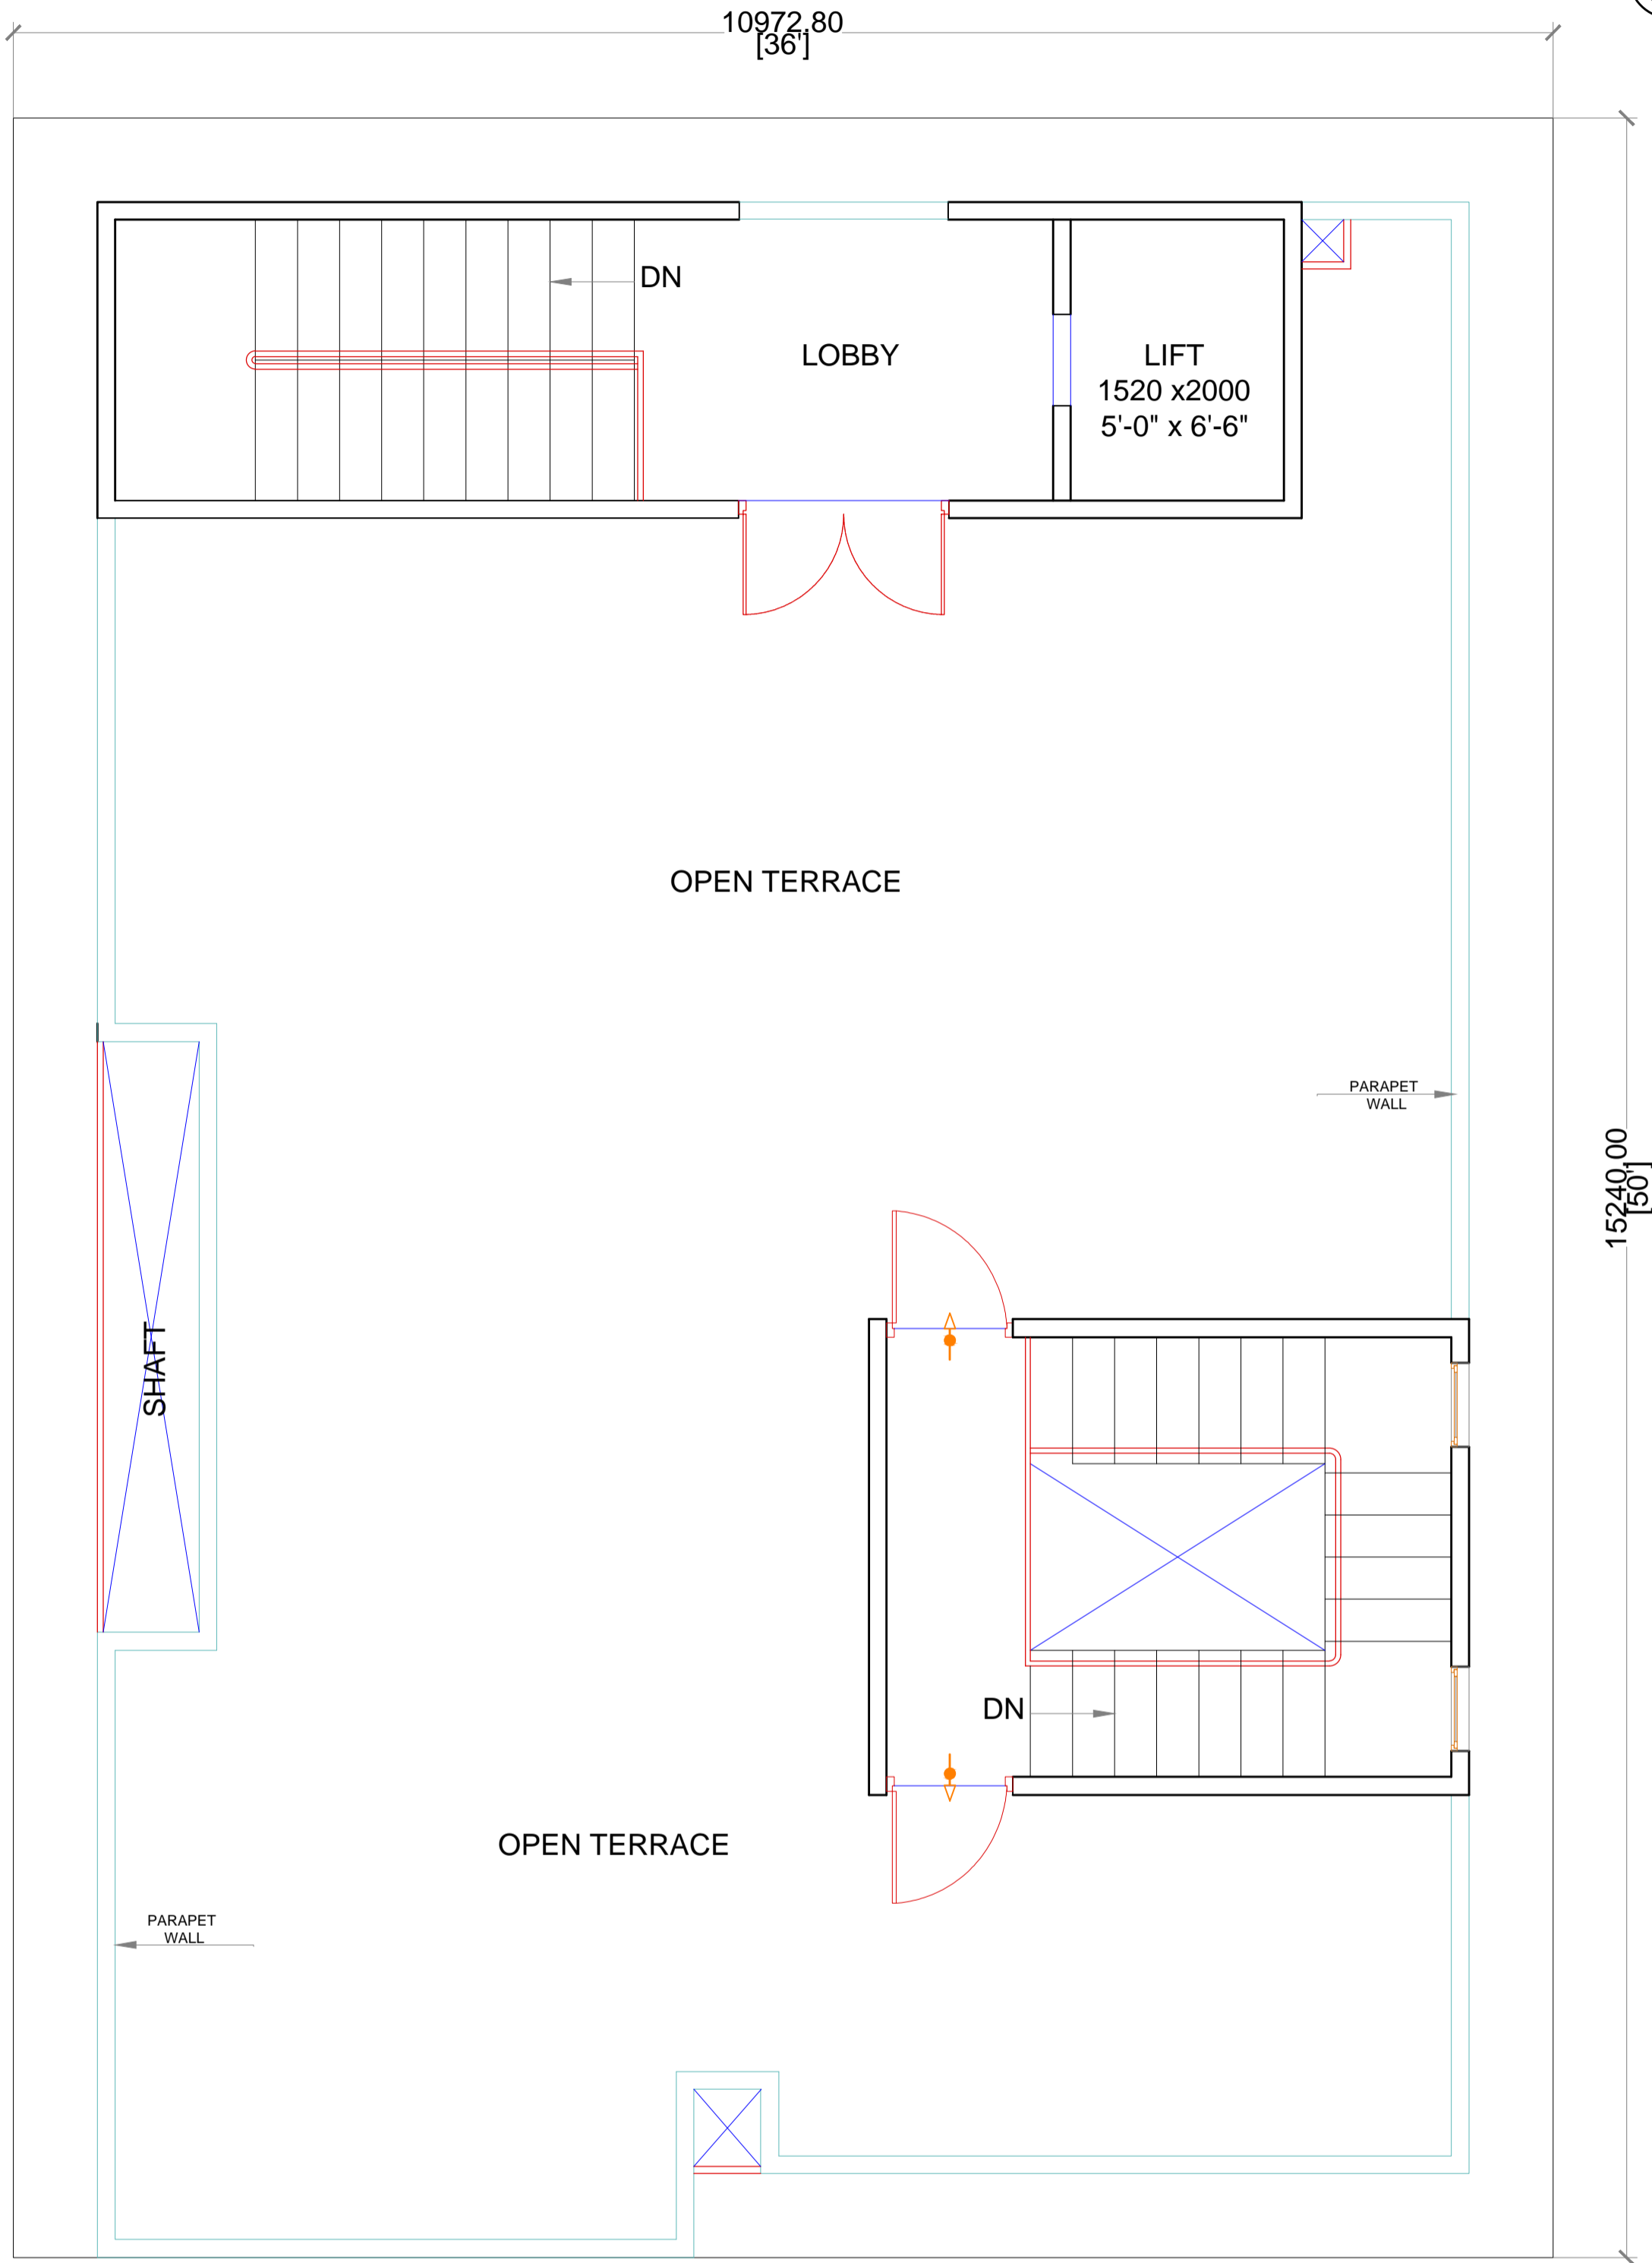 10972.80
[36']
DN
LOBBY
LIFT
1520 x2000
5'-0" x 6'-6"
OPEN TERRACE
PARAPET
WALL
15240.00
[50']
SHAFT
DN
OPEN TERRACE
PARAPET
WALL